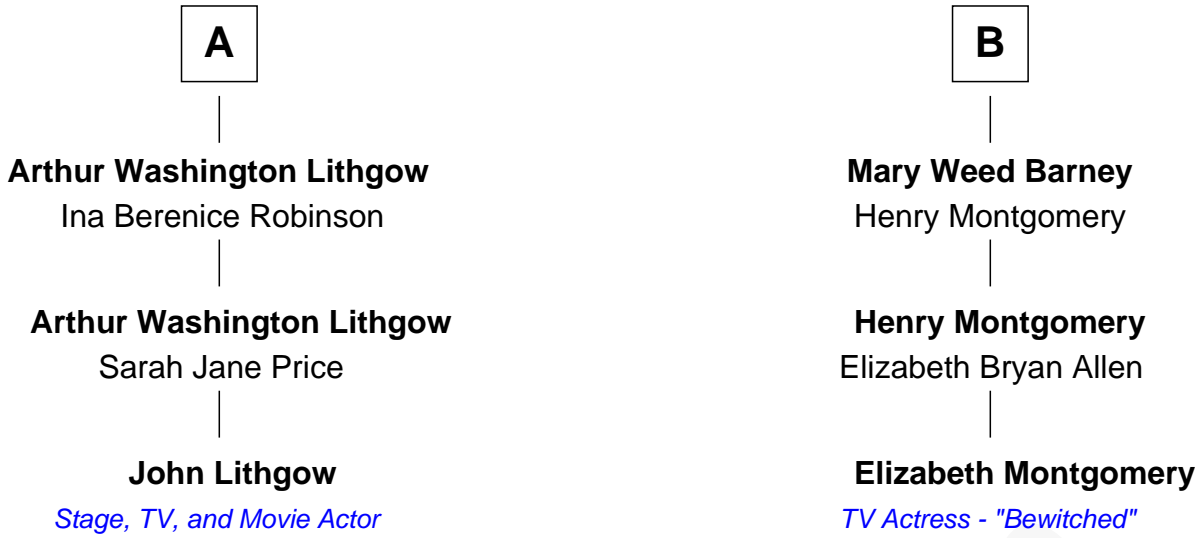 A
B
Arthur Washington Lithgow
Mary Weed Barney
Ina Berenice Robinson
Henry Montgomery
Arthur Washington Lithgow
Henry Montgomery
Sarah Jane Price
Elizabeth Bryan Allen
John Lithgow
Elizabeth Montgomery
Stage, TV, and Movie Actor
TV Actress - "Bewitched"